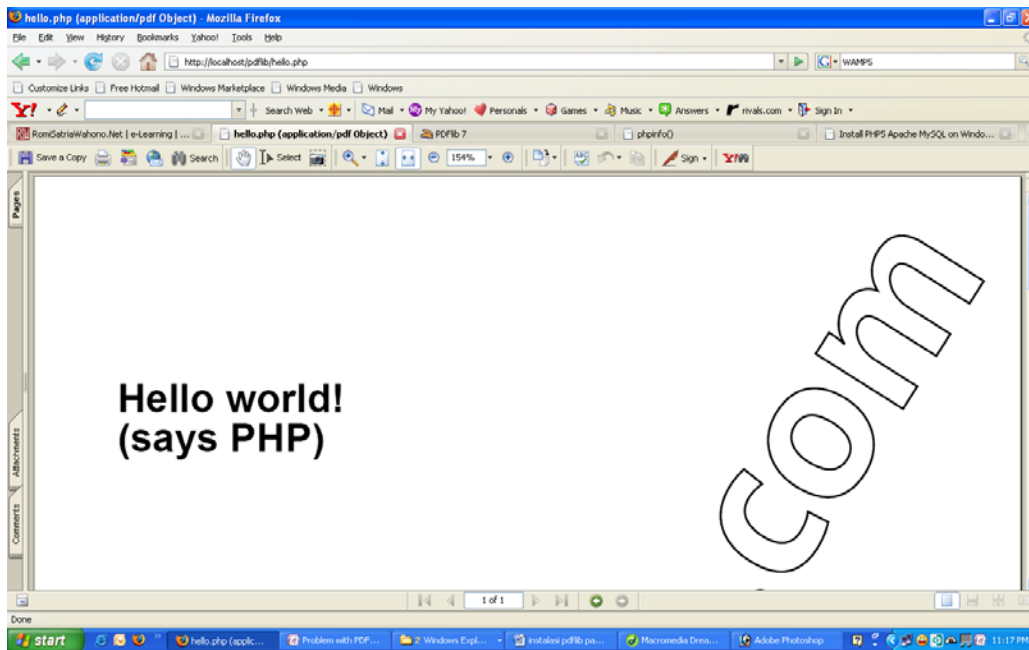 hello.php (application/pdf Object) - Mozilla Firefox
File Edit View History Bookmarks Yahoo! Tools Help
http://localhost/pdflib/hello.php
WAMPS
Customize Links Free Hotmail Windows Marketplace Windows Media Windows
Y! Search Web Mail My Yahoo! Personals Games Music Answers rivals.com Sign In
RomiSatriaWahono.Net | e-Learning | ... hello.php (application/pdf Object) PDFlib 7 phpinfo() Install PHP5 Apache MySQL on Windo...
Save a Copy Search Select 154% Sign
Pages
Hello world!
(says PHP)
com
Attachments
Comments
1 of 1
Done
start hello.php (applic... Problem with PDF... 2 Windows Expl... instalasi pdflib pa... Macromedia Drea... Adobe Photoshop 11:17 PM